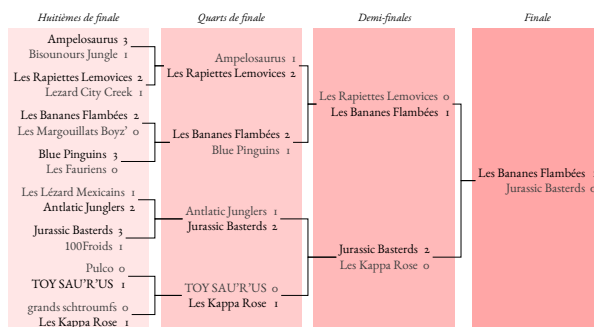 Huitièmes de finale
Quarts de finale
Demi-finales
Finale
Ampelosaurus 3
Bisounours Jungle 1
Les Rapiettes Lemovices 2
Lezard City Creek 1
Les Bananes Flambées 2
Les Margouillats Boyz' 0
Blue Pinguins 3
Les Fauriens 0
Les Lézard Mexicains 1
Antlatic Junglers 2
Jurassic Basterds 3
100Froids 1
Pulco 0
TOY SAU'R'US 1
grands schtroumfs 0
Les Kappa Rose 1
Ampelosaurus 1
Les Rapiettes Lemovices 2
Les Bananes Flambées 2
Blue Pinguins 1
Antlatic Junglers 1
Jurassic Basterds 2
TOY SAU'R'US 0
Les Kappa Rose 1
Les Rapiettes Lemovices 0
Les Bananes Flambées 1
Jurassic Basterds 2
Les Kappa Rose 0
Les Bananes Flambées
Jurassic Basterds 0